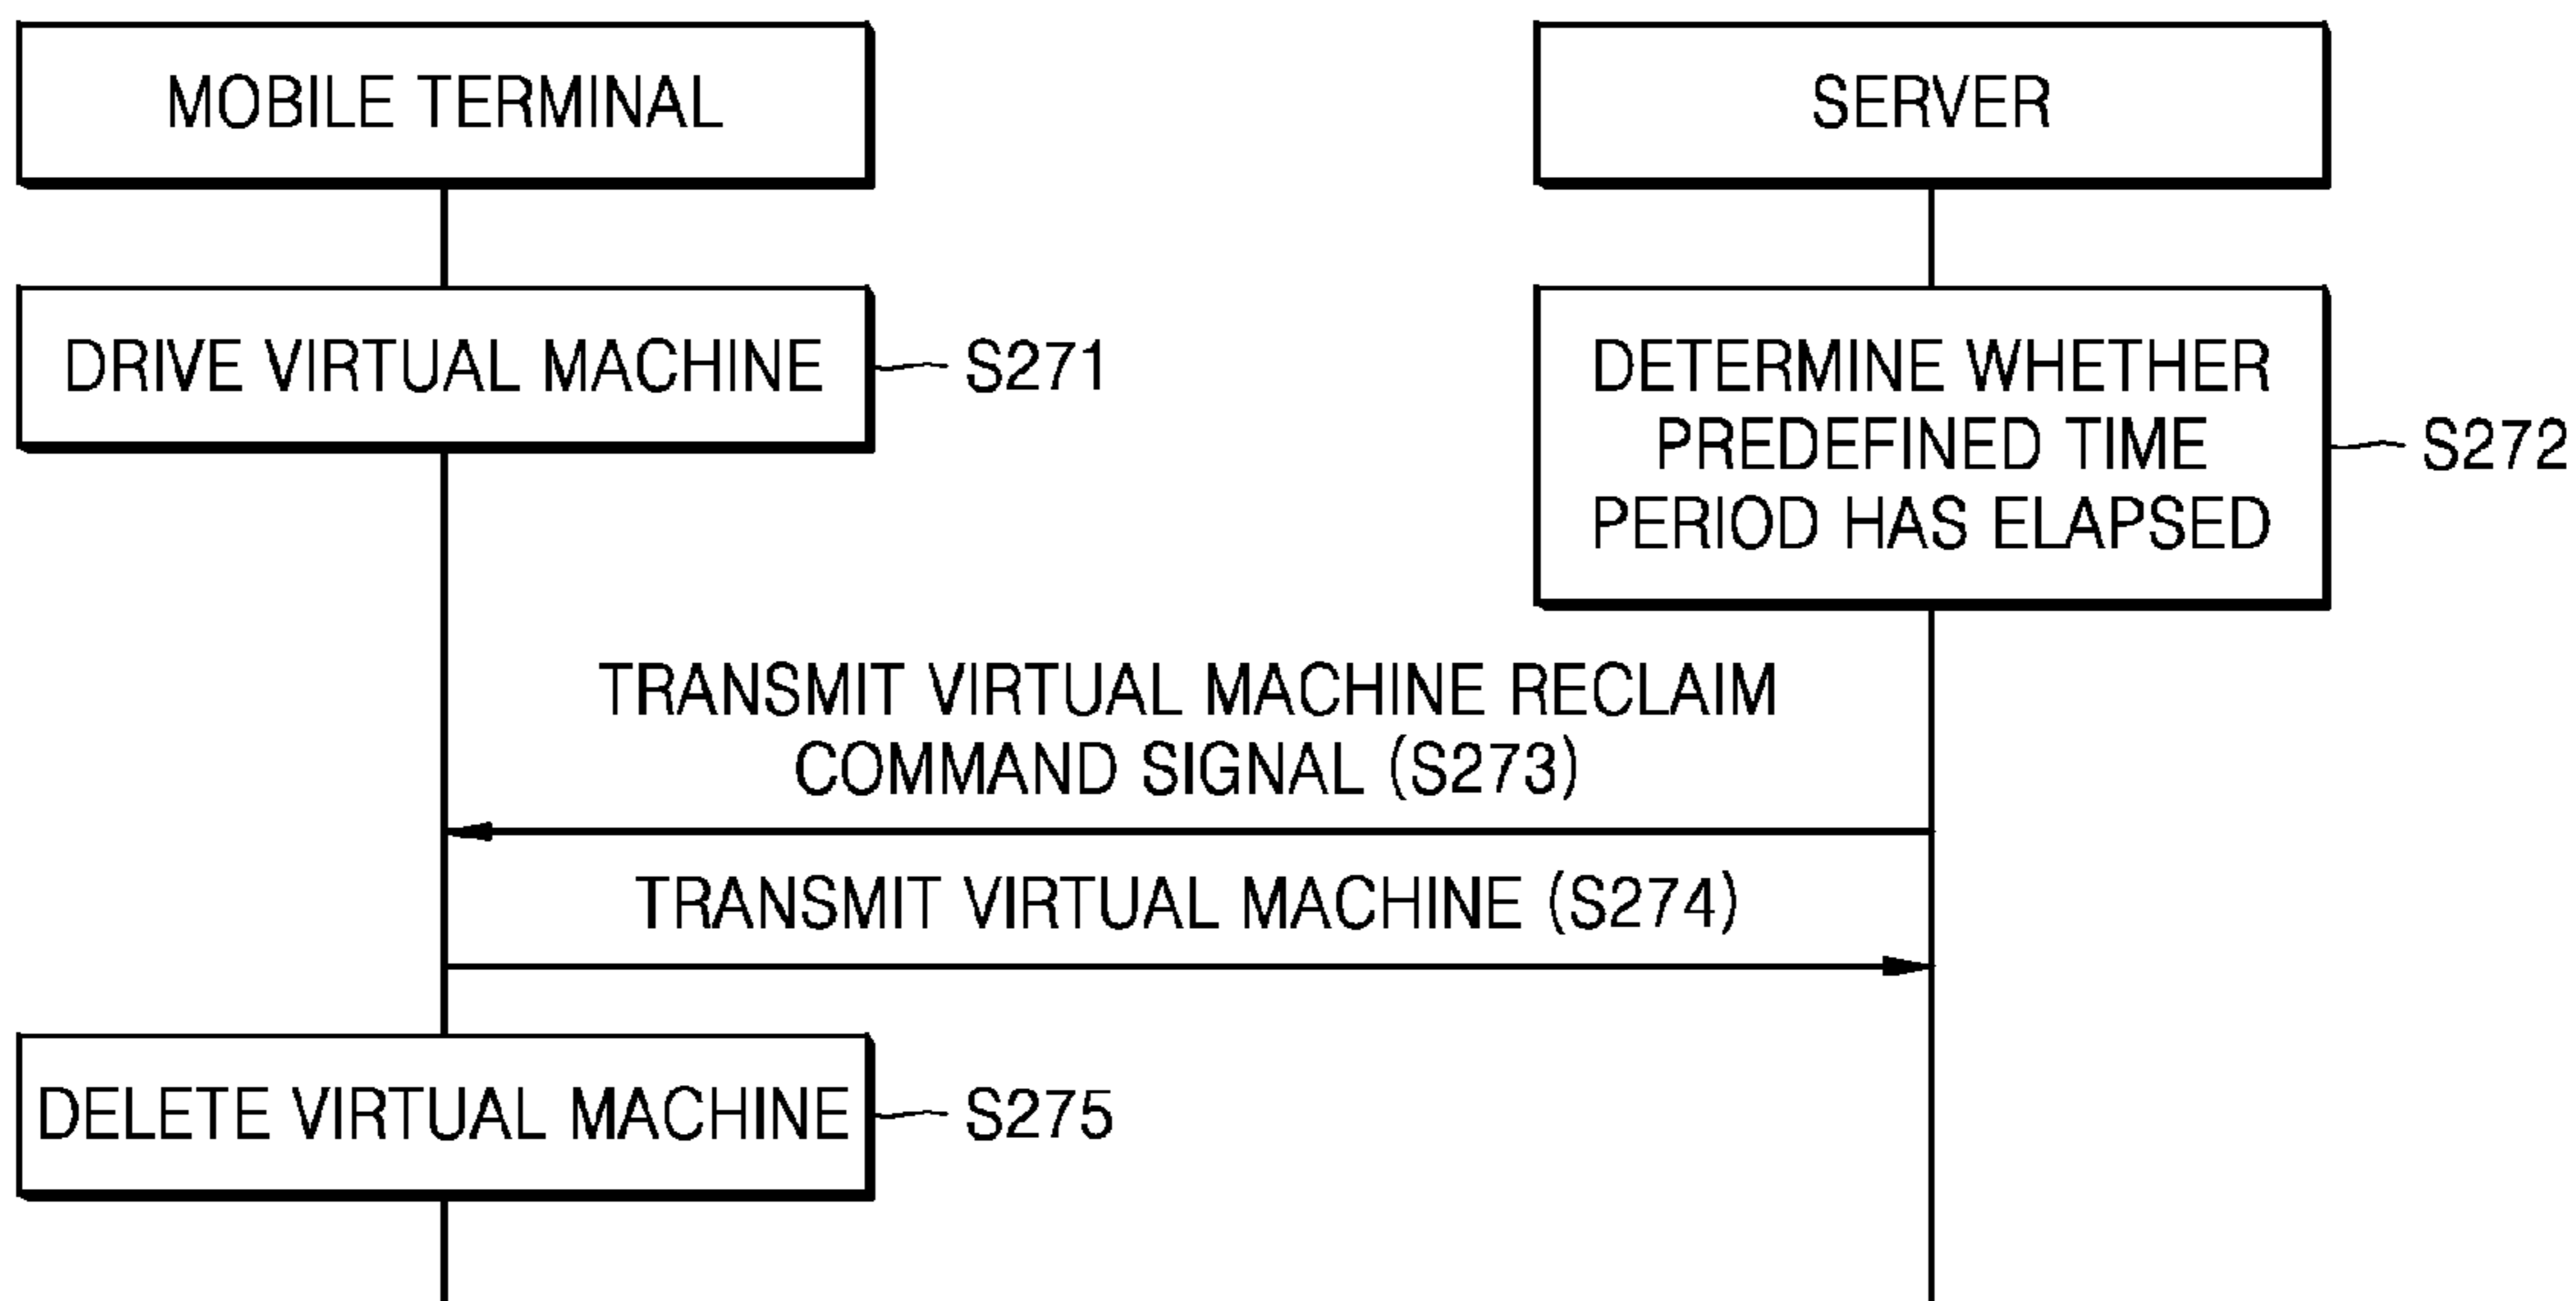 MOBILE TERMINAL
SERVER
DRIVE VIRTUAL MACHINE
S271
DETERMINE WHETHER
PREDEFINED TIME
PERIOD HAS ELAPSED
S272
TRANSMIT VIRTUAL MACHINE RECLAIM
COMMAND SIGNAL (S273)
TRANSMIT VIRTUAL MACHINE (S274)
DELETE VIRTUAL MACHINE
S275